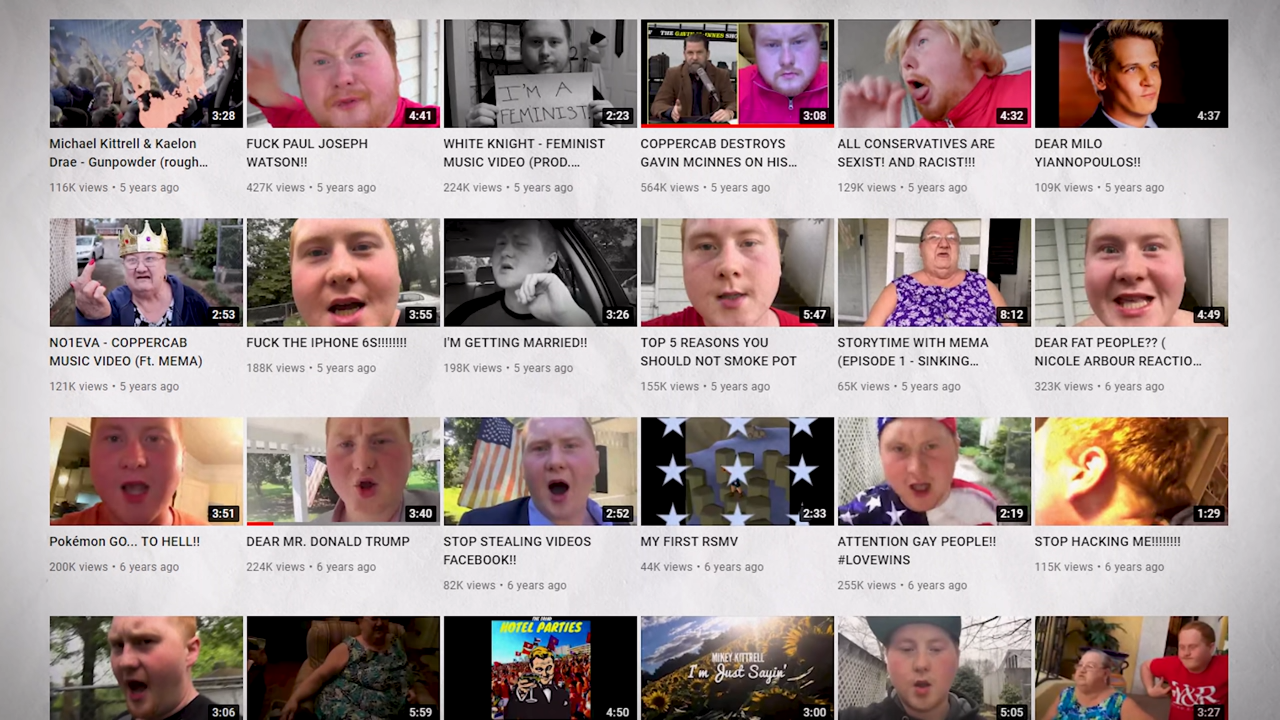 THE GAVIN MCINNES SHO
I'M A
FEMINIST!
3:28
4:41
2:23
3:08
4:32
4:37
Michael Kittrell & Kaelon
Drae - Gunpowder (rough…
116K views • 5 years ago
FUCK PAUL JOSEPH
WATSON!!
427K views • 5 years ago
WHITE KNIGHT - FEMINIST
MUSIC VIDEO (PROD.…
224K views • 5 years ago
COPPERCAB DESTROYS
GAVIN MCINNES ON HIS…
564K views • 5 years ago
ALL CONSERVATIVES ARE
SEXIST! AND RACIST!!!
129K views • 5 years ago
DEAR MILO
YIANNOPOULOS!!
109K views • 5 years ago
2:53
3:55
3:26
5:47
8:12
4:49
NO1EVA - COPPERCAB
MUSIC VIDEO (Ft. MEMA)
121K views • 5 years ago
FUCK THE IPHONE 6S!!!!!!!!
188K views • 5 years ago
I'M GETTING MARRIED!!
198K views • 5 years ago
TOP 5 REASONS YOU
SHOULD NOT SMOKE POT
155K views • 5 years ago
STORYTIME WITH MEMA
(EPISODE 1 - SINKING…
65K views • 5 years ago
DEAR FAT PEOPLE?? (
NICOLE ARBOUR REACTIO…
323K views • 6 years ago
3:51
3:40
2:52
2:33
2:19
1:29
Pokémon GO... TO HELL!!
200K views • 6 years ago
DEAR MR. DONALD TRUMP
224K views • 6 years ago
STOP STEALING VIDEOS
FACEBOOK!!
82K views • 6 years ago
MY FIRST RSMV
44K views • 6 years ago
ATTENTION GAY PEOPLE!!
#LOVEWINS
255K views • 6 years ago
STOP HACKING ME!!!!!!!!
115K views • 6 years ago
HOTEL PARTIES
MIKEY KITTRELL
I'm Just Sayin'
3:06
5:59
4:50
3:00
5:05
3:27